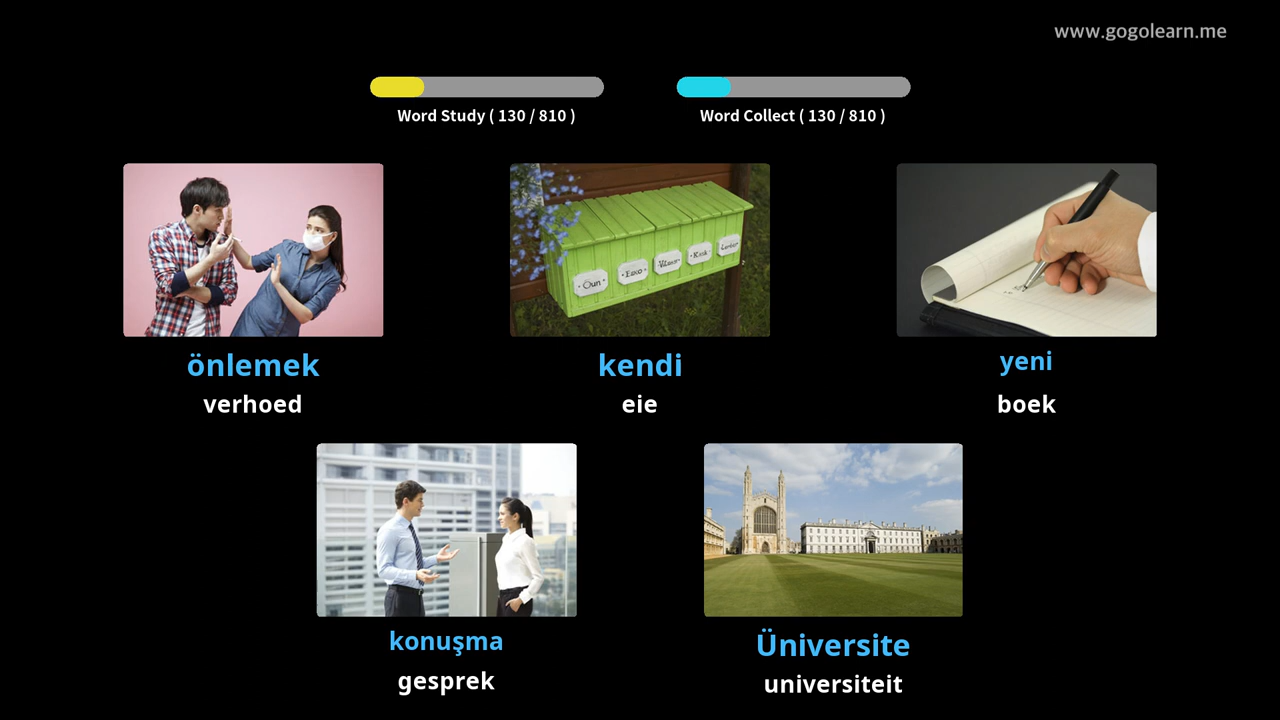 www.gogolearn.me
Word Study ( 130 / 810 )
Word Collect ( 130 / 810 )
önlemek
verhoed
kendi
eie
yeni
boek
konuşma
gesprek
Üniversite
universiteit